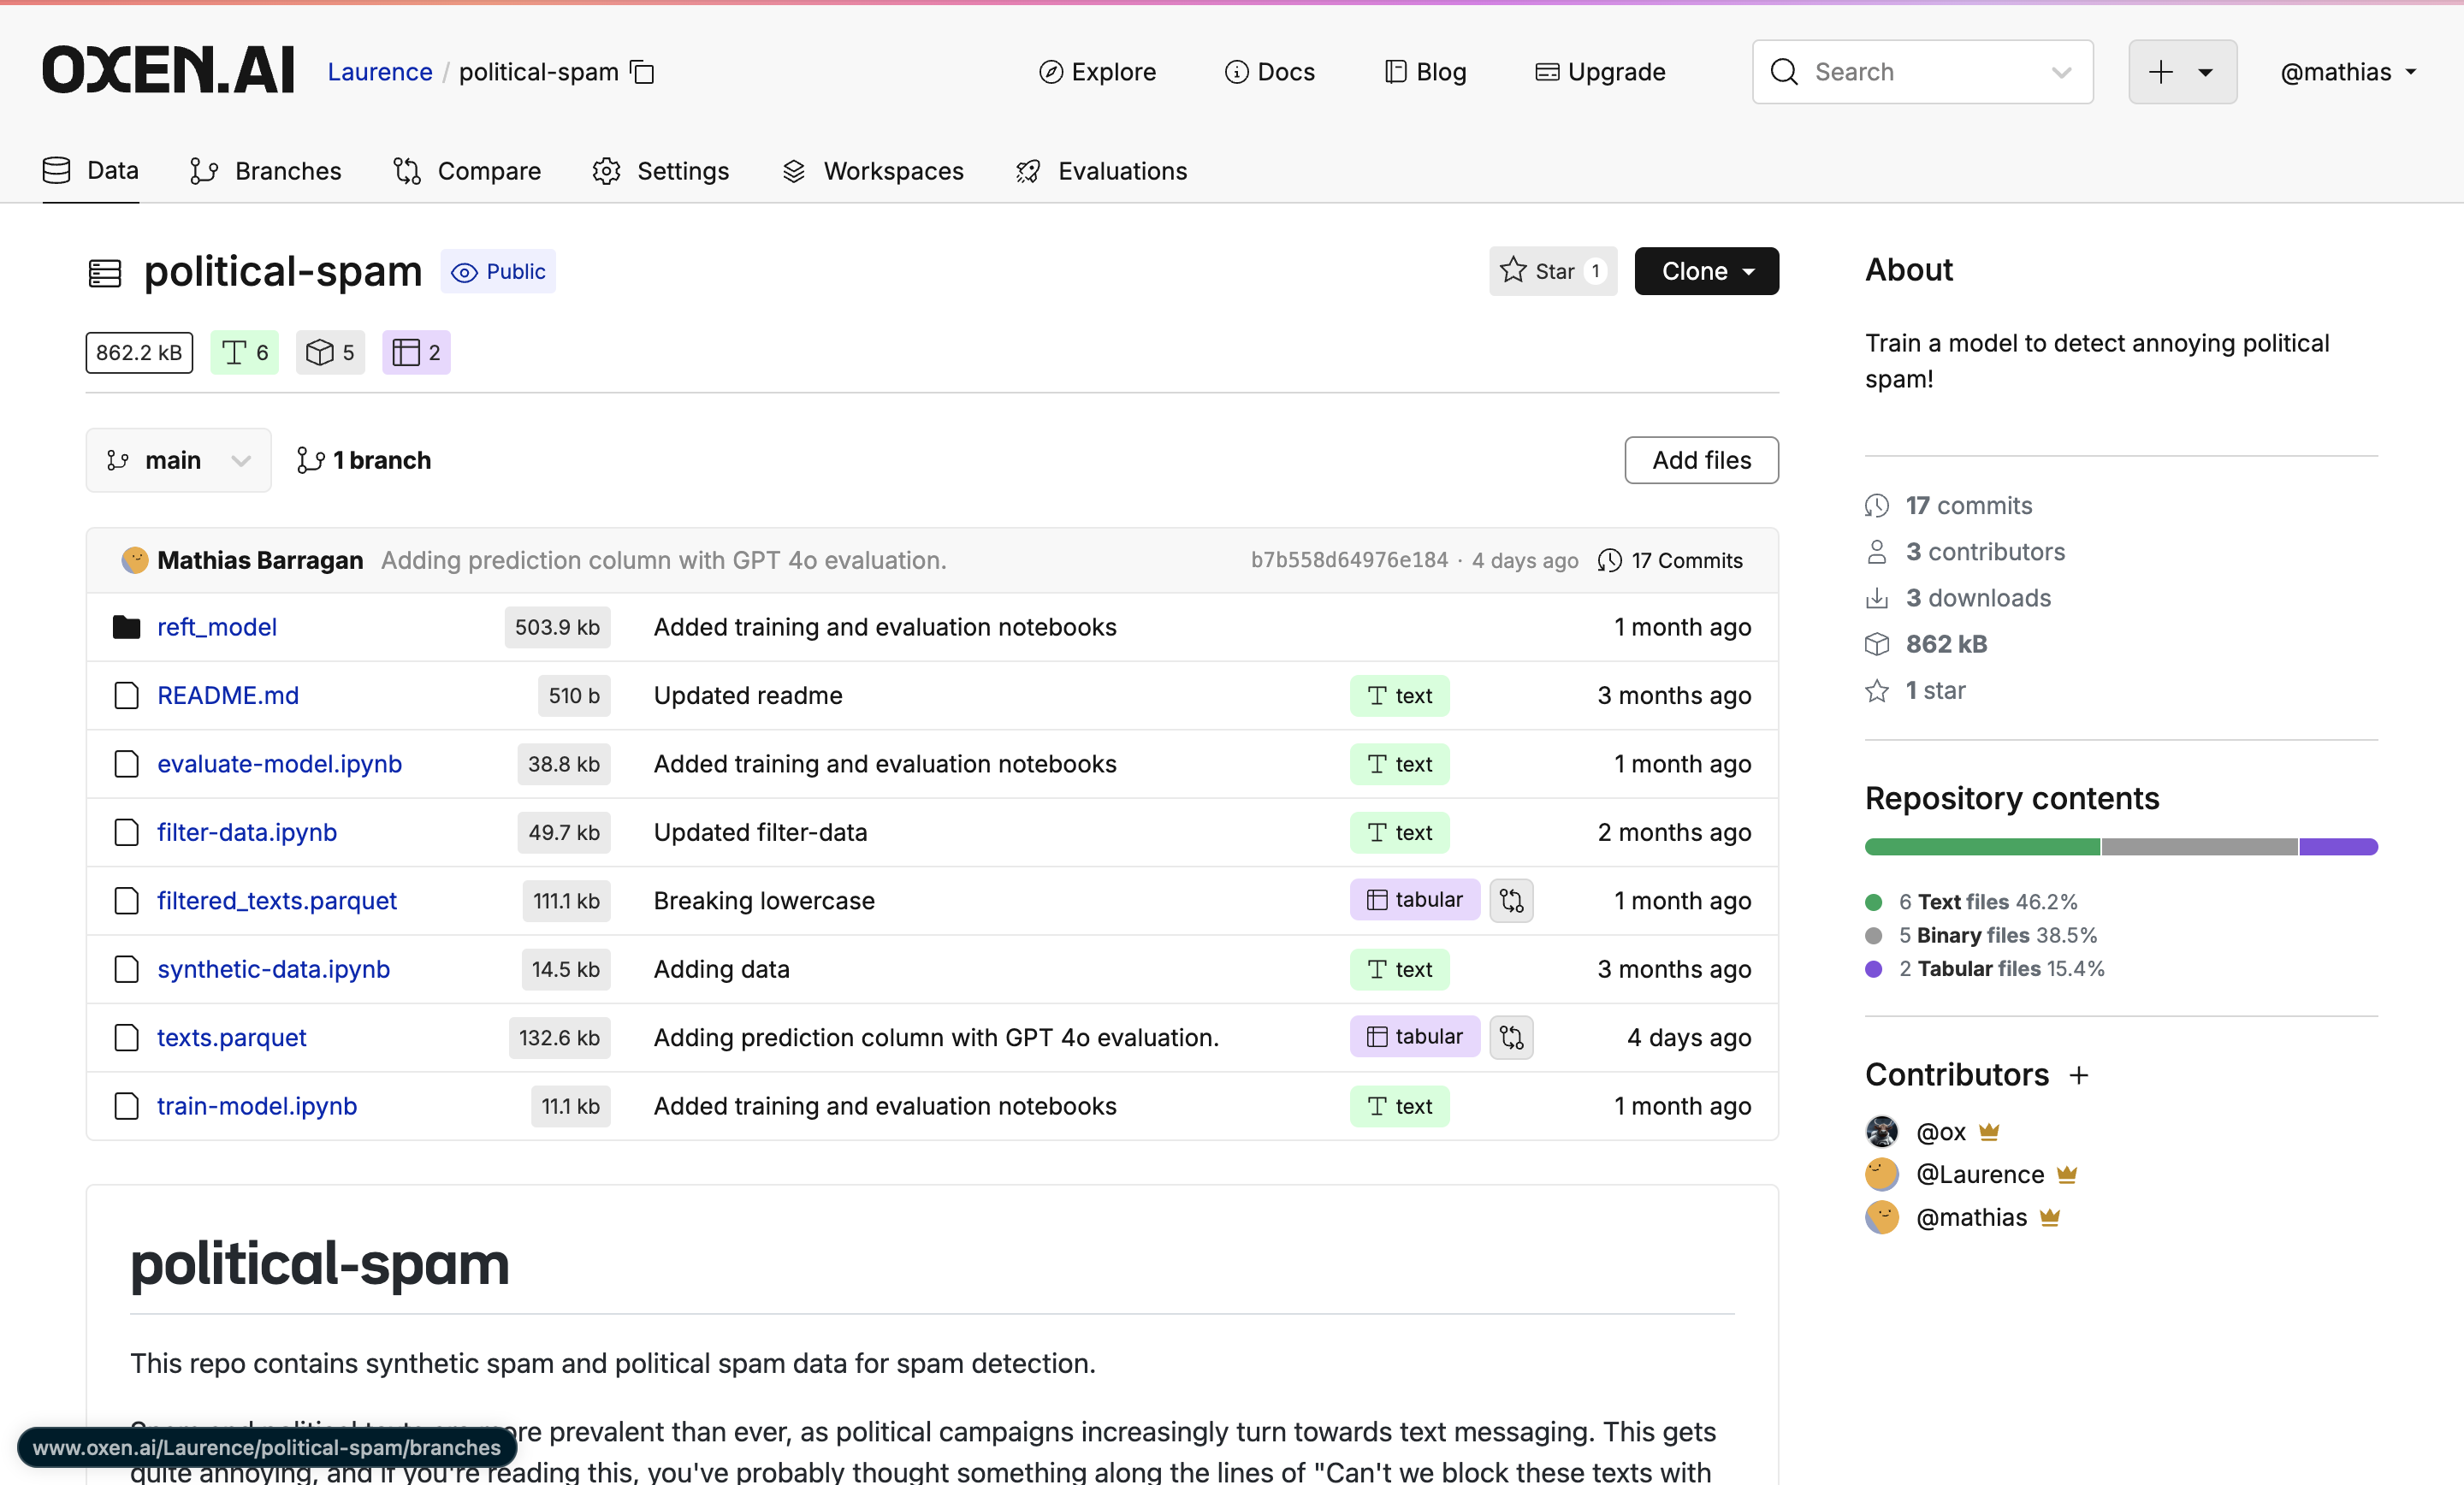 OXEN.AI Laurence / political-spam Explore Docs Blog Upgrade Search @mathias
Data Branches Compare Settings Workspaces Evaluations
political-spam Public Star 1 Clone
862.2 kB 6 5 2
main 1 branch Add files
Mathias Barragan Adding prediction column with GPT 4o evaluation. b7b558d64976e184 · 4 days ago 17 Commits
reft_model 503.9 kb Added training and evaluation notebooks 1 month ago
README.md 510 b Updated readme text 3 months ago
evaluate-model.ipynb 38.8 kb Added training and evaluation notebooks text 1 month ago
filter-data.ipynb 49.7 kb Updated filter-data text 2 months ago
filtered_texts.parquet 111.1 kb Breaking lowercase tabular 1 month ago
synthetic-data.ipynb 14.5 kb Adding data text 3 months ago
texts.parquet 132.6 kb Adding prediction column with GPT 4o evaluation. tabular 4 days ago
train-model.ipynb 11.1 kb Added training and evaluation notebooks text 1 month ago
political-spam
This repo contains synthetic spam and political spam data for spam detection.
prevalent than ever, as political campaigns increasingly turn towards text messaging. This gets
quite annoying, and if you're reading this, you've probably thought something along the lines of "Can't we block these texts with
www.oxen.ai/Laurence/political-spam/branches
About
Train a model to detect annoying political
spam!
17 commits
3 contributors
3 downloads
862 kB
1 star
Repository contents
6 Text files 46.2%
5 Binary files 38.5%
2 Tabular files 15.4%
Contributors +
@ox
@Laurence
@mathias